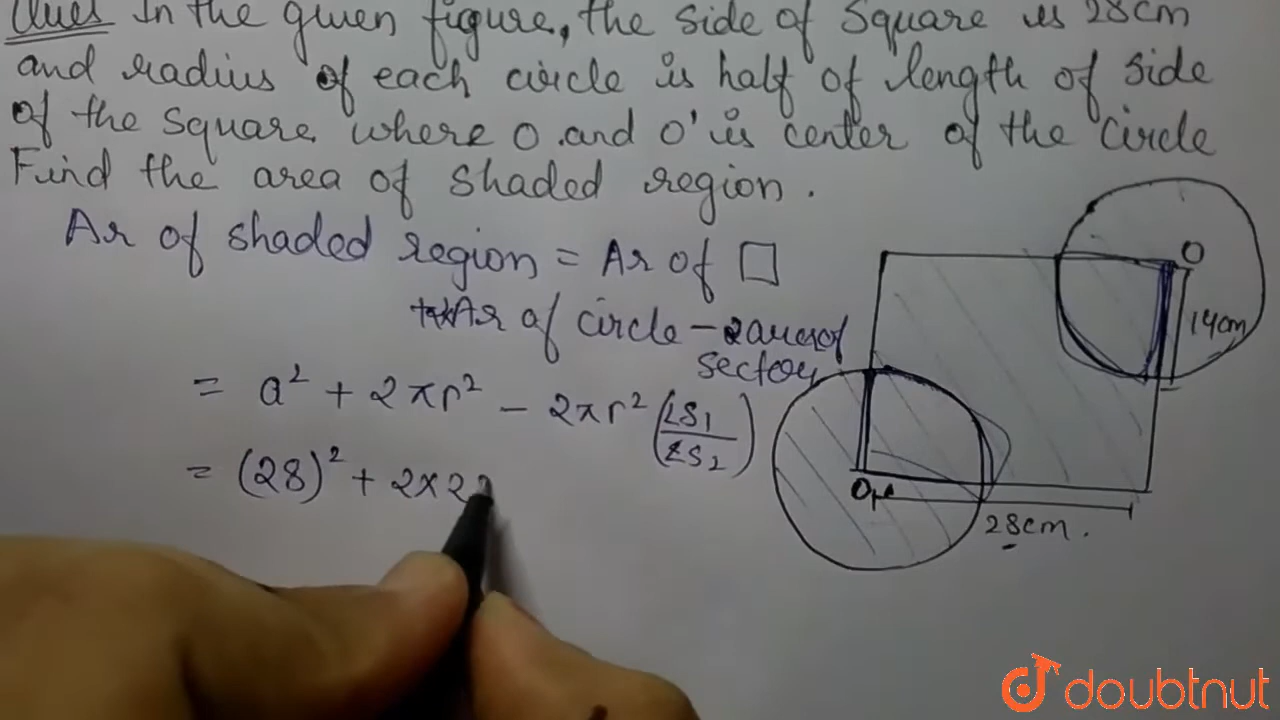 Ques In the given figure, the side of square is 28cm
and radius of each circle is half of length of side
of the square where O and O' is center of the circle
Find the area of shaded region.
Ar of shaded region = Ar of □
Ar of circle - 2 area of
sector
= a² + 2πr² - 2πr² (∠S₁/∠S₂)
= (28)² + 2×22
O
14cm
O
28cm.
doubtnut